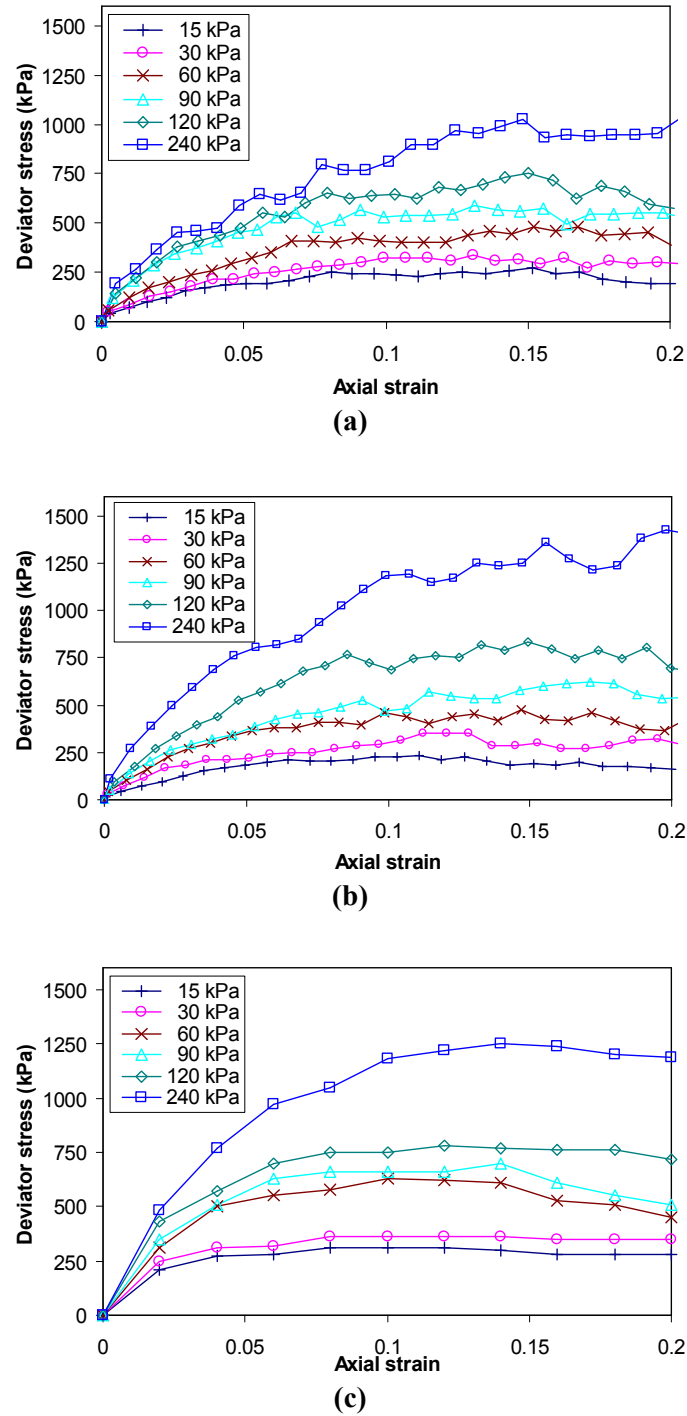 Deviator stress (kPa)
1500
1250
1000
750
500
250
0
15 kPa
30 kPa
60 kPa
90 kPa
120 kPa
240 kPa
0 0.05 0.1 0.15 0.2
Axial strain
(a)
Deviator stress (kPa)
1500
1250
1000
750
500
250
0
15 kPa
30 kPa
60 kPa
90 kPa
120 kPa
240 kPa
0 0.05 0.1 0.15 0.2
Axial strain
(b)
Deviator stress (kPa)
1500
1250
1000
750
500
250
0
15 kPa
30 kPa
60 kPa
90 kPa
120 kPa
240 kPa
0 0.05 0.1 0.15 0.2
Axial strain
(c)